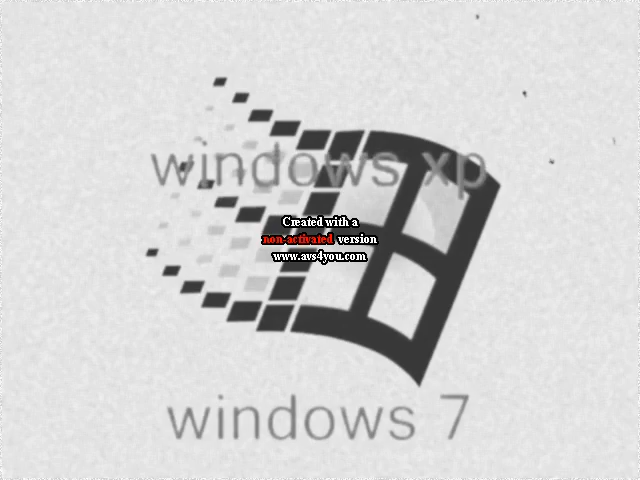 windows xp
Created with a
non-activated version
www.avs4you.com
windows 7